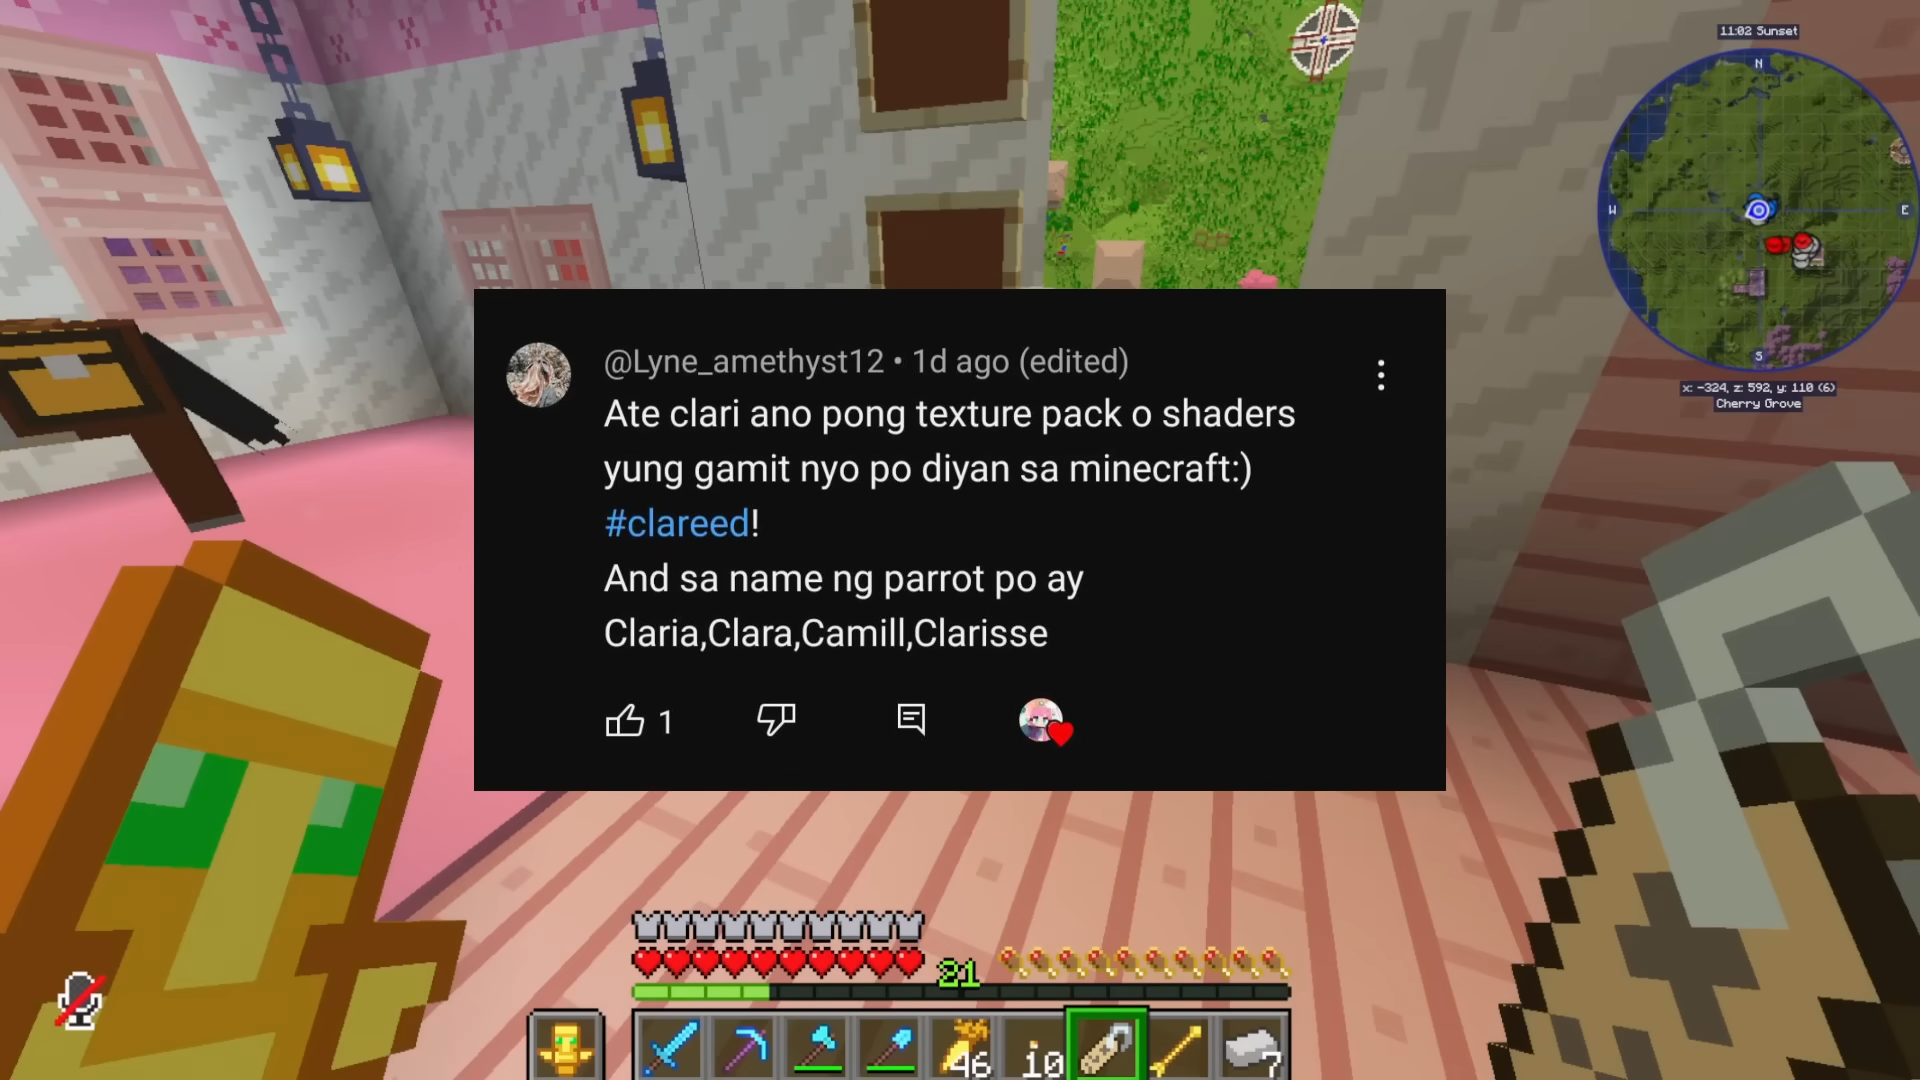 11:02 Sunset
N
W
E
S
x: -324, z: 592, y: 110 (6)
Cherry Grove
@Lyne_amethyst12 • 1d ago (edited)
Ate clari ano pong texture pack o shaders
yung gamit nyo po diyan sa minecraft:)
#clareed!
And sa name ng parrot po ay
Claria,Clara,Camill,Clarisse
1
21
46
10
7